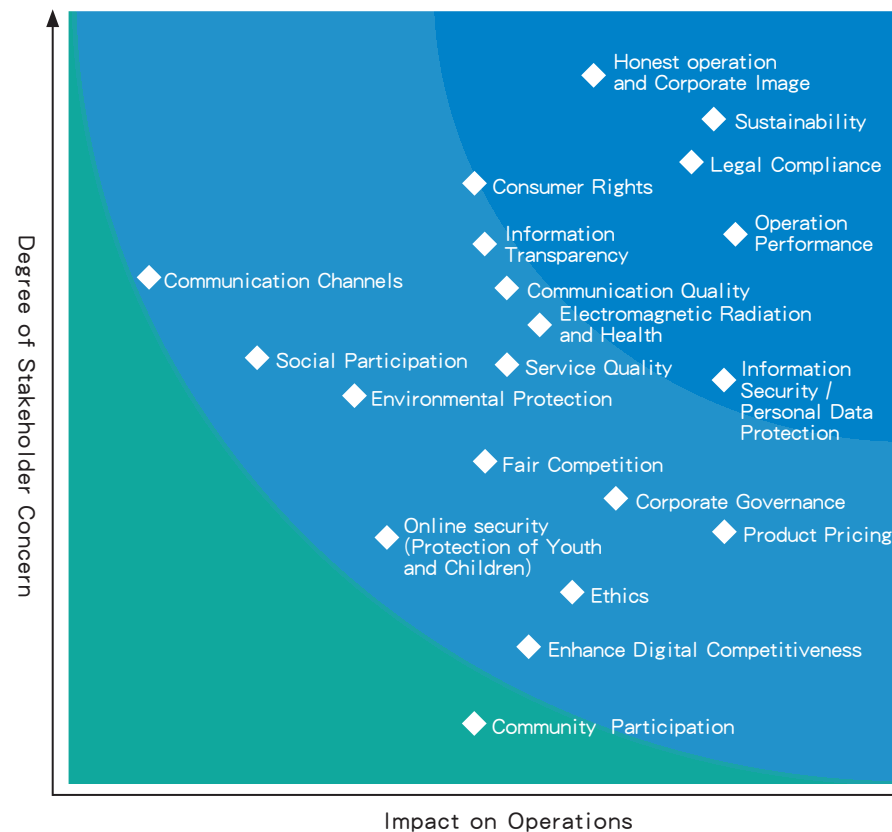 Honest operation
and Corporate Image
Sustainability
Legal Compliance
Consumer Rights
Operation
Performance
Information
Transparency
Communication Channels
Communication Quality
Electromagnetic Radiation
and Health
Social Participation
Service Quality
Information
Security /
Personal Data
Protection
Environmental Protection
Fair Competition
Corporate Governance
Online security
(Protection of Youth
and Children)
Product Pricing
Ethics
Enhance Digital Competitiveness
Community Participation
Degree of Stakeholder Concern
Impact on Operations